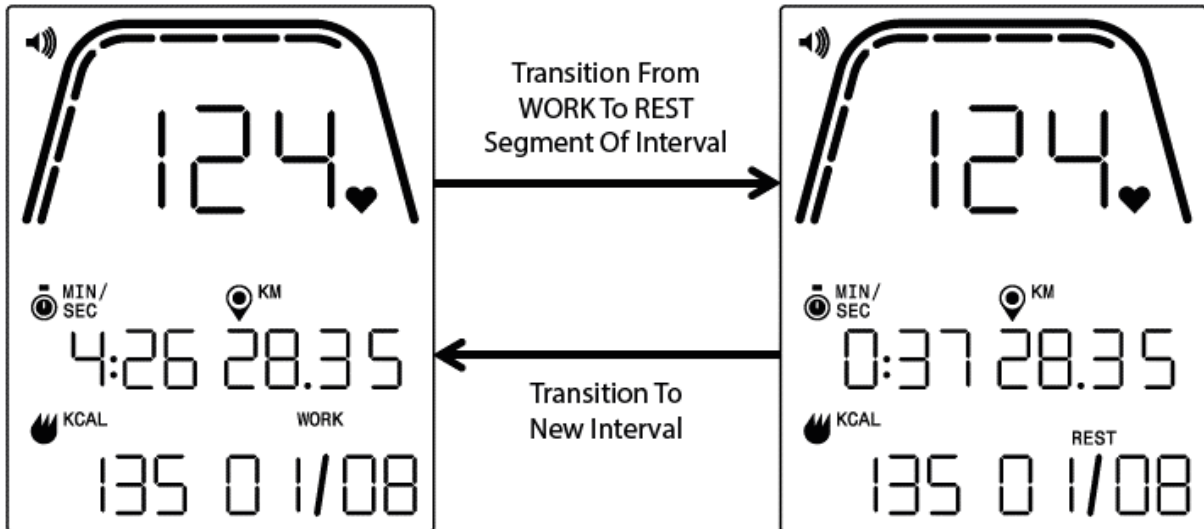 124
MIN/
SEC
KM
4:26 28.35
KCAL
WORK
135 01/08
Transition From
WORK To REST
Segment Of Interval
Transition To
New Interval
124
MIN/
SEC
KM
0:37 28.35
KCAL
REST
135 01/08